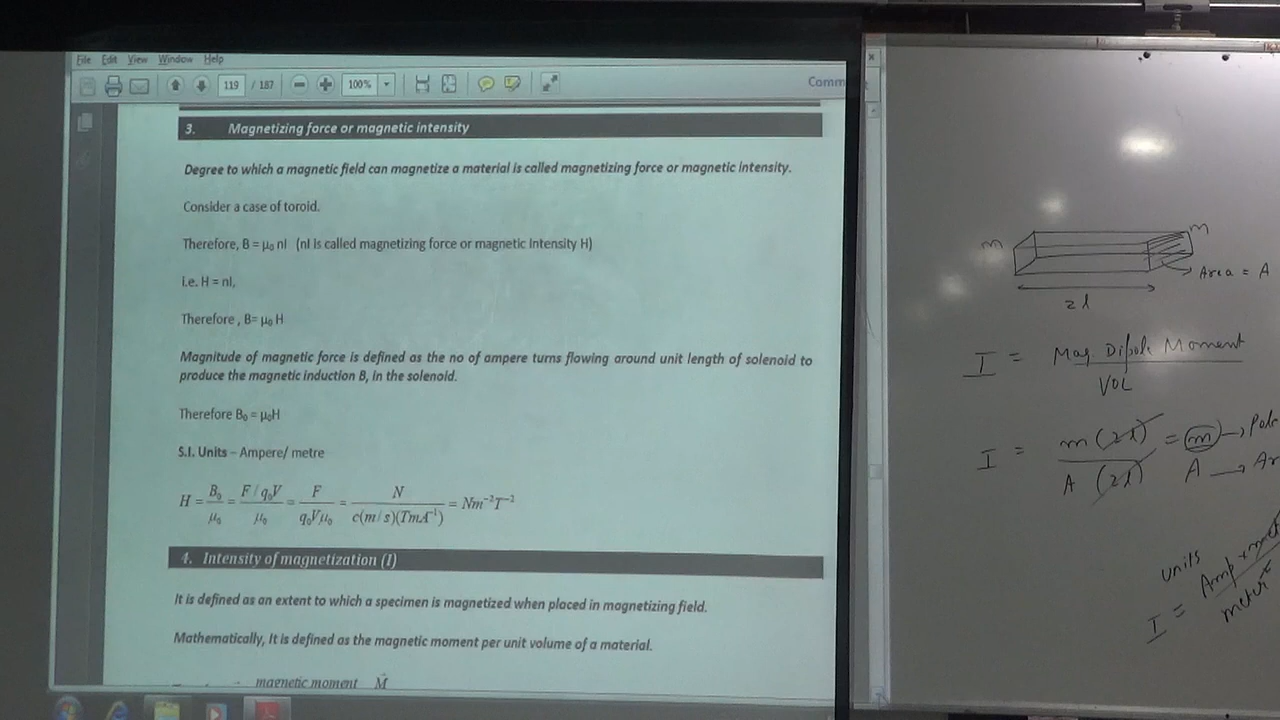 File Edit View Window Help
119 / 187 100% Comm
3. Magnetizing force or magnetic intensity
Degree to which a magnetic field can magnetize a material is called magnetizing force or magnetic intensity.
Consider a case of toroid.
Therefore, B = μ₀ nI (nI is called magnetizing force or magnetic intensity H)
i.e. H = nI,
Therefore , B= μ₀ H
Magnitude of magnetic force is defined as the no of ampere turns flowing around unit length of solenoid to
produce the magnetic induction B, in the solenoid.
Therefore B₀ = μ₀H
S.I. Units – Ampere/ metre
H = B₀/μ₀ = (F / q₀V)/μ₀ = F/(q₀Vμ₀) = N/(c(m/s)(TmA⁻¹)) = Nm⁻²T⁻²
4. Intensity of magnetization (I)
It is defined as an extent to which a specimen is magnetized when placed in magnetizing field.
Mathematically, It is defined as the magnetic moment per unit volume of a material.
magnetic moment M⃗
m m
Area = A
2l
I = Mag. Dipole Moment
VOL
I = m(2l)/A(2l) = m → Pole
A → Ar
units
I = Amp × met
meter